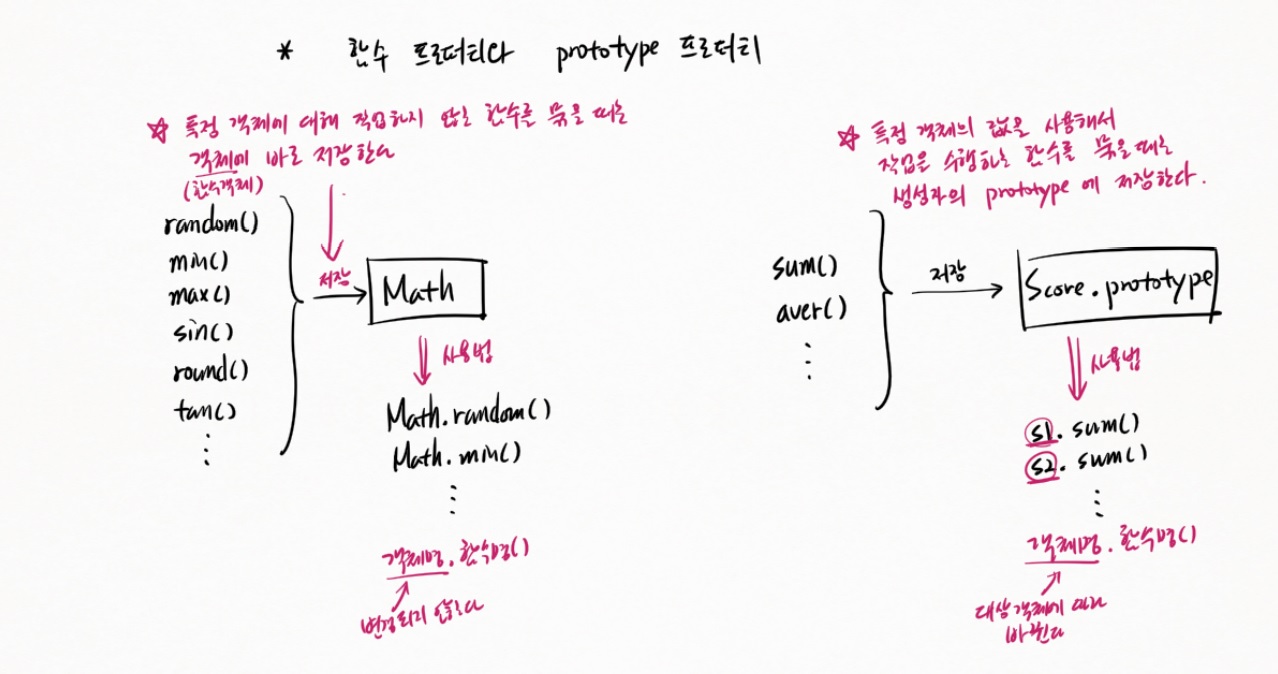 * 함수 프로퍼티와 prototype 프로퍼티
☆ 특정 객체에 대해 작업하지 않는 함수를 묶을 때는
객체에 바로 저장한다
(함수객체)
random()
min()
max()
sin()
round()
tan()
⋮
저장
Math
사용법
Math.random()
Math.min()
⋮
객체명.함수명()
변경되지 않는다
☆ 특정 객체의 값을 사용해서
작업을 수행하는 함수를 묶을 때는
생성자의 prototype 에 저장한다.
sum()
aver()
⋮
저장
Score.prototype
사용법
s1.sum()
s2.sum()
⋮
객체명.함수명()
대상 객체에 따라
바뀐다